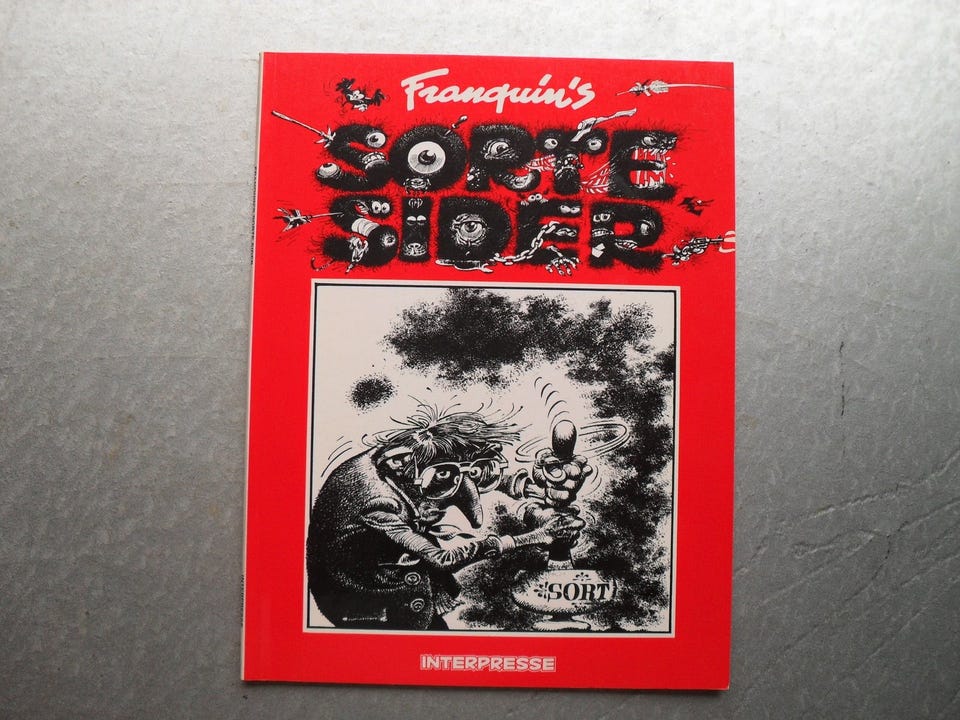 Franquin's
SORTE
SIDER
SORT
INTERPRESSE